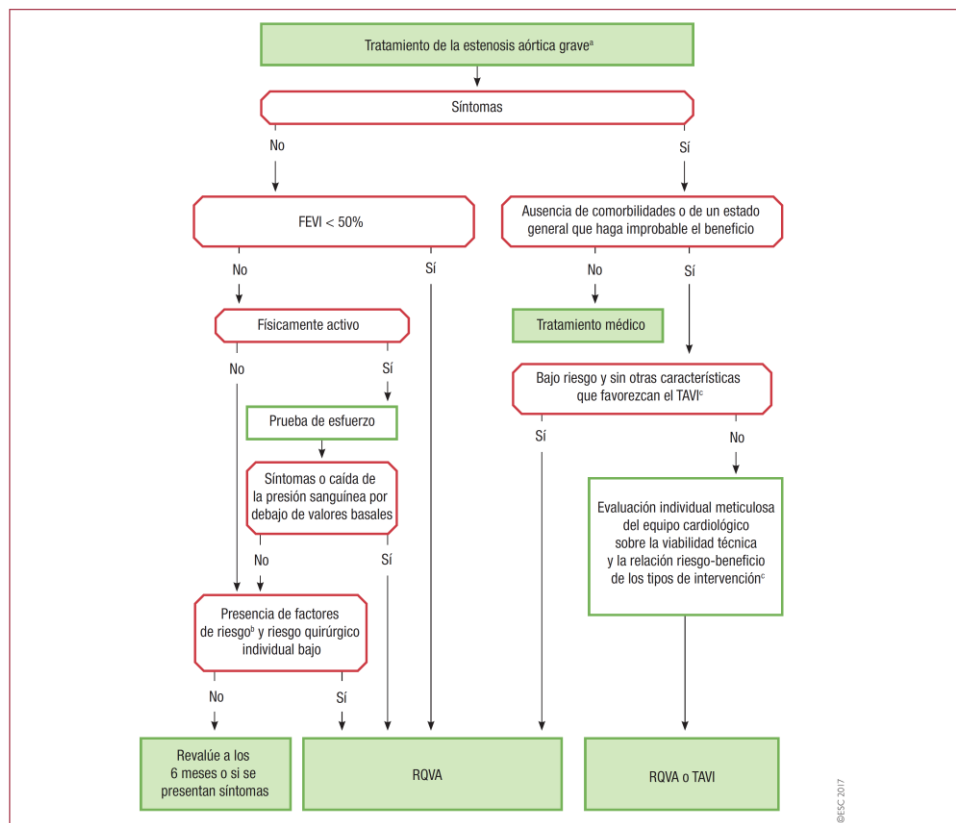 Tratamiento de la estenosis aórtica graveᵃ
Síntomas
No
Sí
FEVI < 50%
Ausencia de comorbilidades o de un estado
general que haga improbable el beneficio
No
Sí
No
Sí
Físicamente activo
Tratamiento médico
No
Sí
Bajo riesgo y sin otras características
que favorezcan el TAVIᶜ
Prueba de esfuerzo
Sí
No
Síntomas o caída de
la presión sanguínea por
debajo de valores basales
Evaluación individual meticulosa
del equipo cardiológico
sobre la viabilidad técnica
y la relación riesgo-beneficio
de los tipos de intervenciónᶜ
No
Sí
Presencia de factores
de riesgoᵇ y riesgo quirúrgico
individual bajo
No
Sí
Revalúe a los
6 meses o si se
presentan síntomas
RQVA
RQVA o TAVI
©ESC 2017